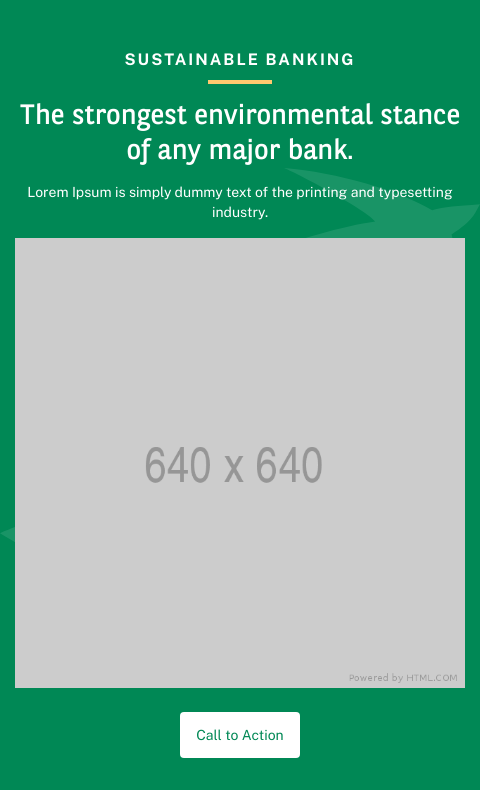 SUSTAINABLE BANKING
The strongest environmental stance
of any major bank.
Lorem Ipsum is simply dummy text of the printing and typesetting
industry.
640 x 640
Powered by HTML.COM
Call to Action